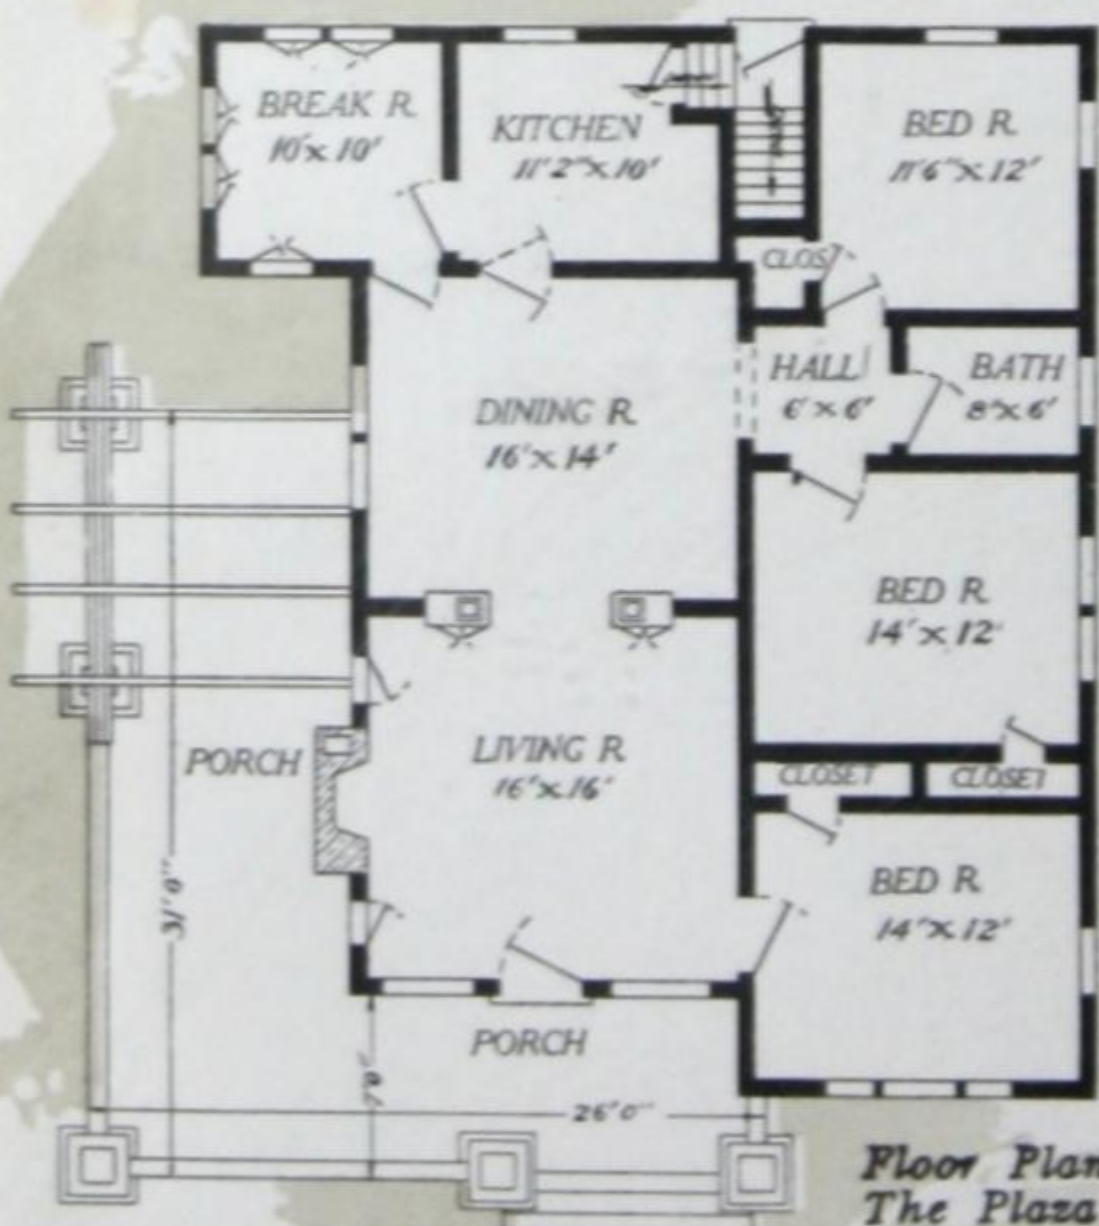 BREAK R
10'x 10'
KITCHEN
11'2"x 10'
BED R
11'6"x 12'
CLOS
HALL
6'x 6'
BATH
8'x 6'
DINING R
16'x 14'
BED R
14'x 12'
LIVING R
16'x 16'
PORCH
CLOSET
CLOSET
BED R
14'x 12'
31'0"
PORCH
26'0"
Floor Plan
The Plaza